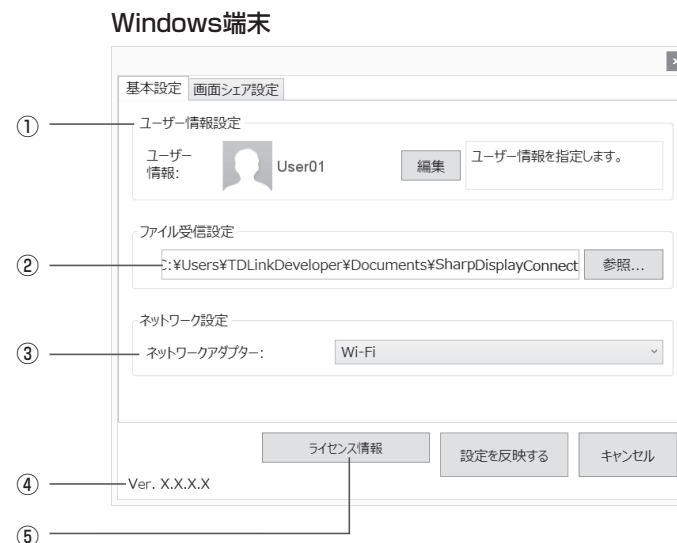 Windows端末
基本設定 画面シェア設定
① ユーザー情報設定
ユーザー
情報:
User01
編集
ユーザー情報を指定します。
ファイル受信設定
② C:¥Users¥TDLinkDeveloper¥Documents¥SharpDisplayConnect 参照...
ネットワーク設定
③ ネットワークアダプター: Wi-Fi
ライセンス情報 設定を反映する キャンセル
④ Ver. X.X.X.X
⑤